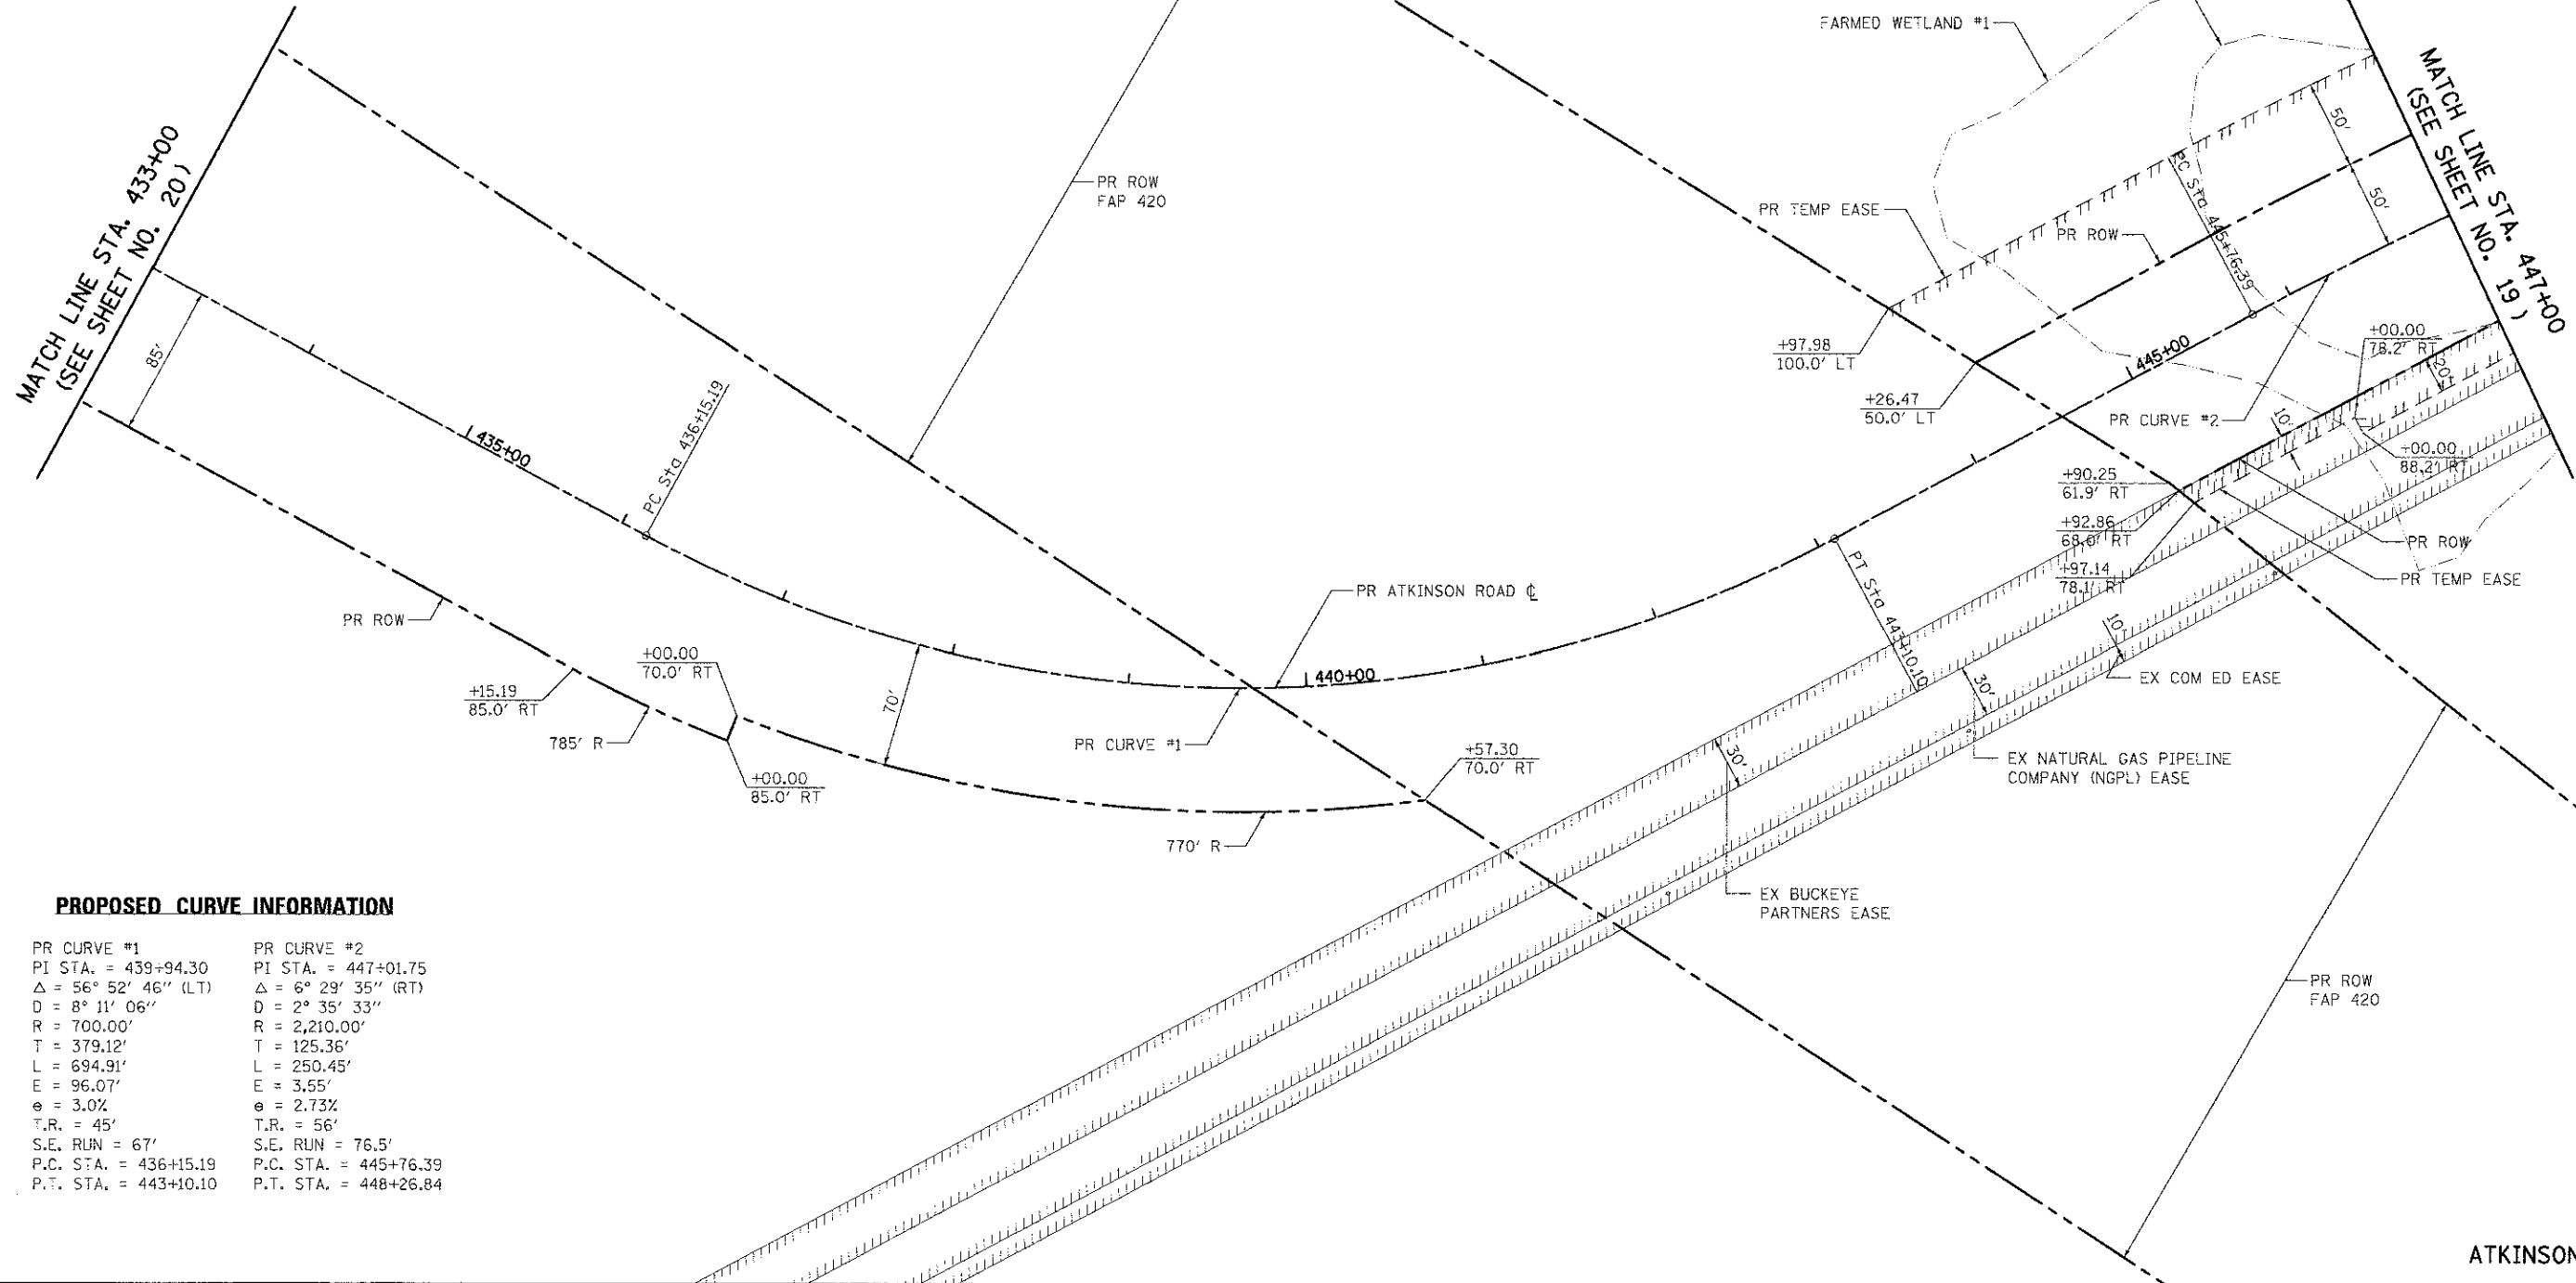 FARMED WETLAND #1
MATCH LINE STA. 433+00
(SEE SHEET NO. 20)
MATCH LINE STA. 447+00
(SEE SHEET NO. 19 )
PR ROW
FAP 420
PR TEMP EASE
PR ROW
PC Sta 445+76.39
50'
50'
85'
+97.98
100.0' LT
+26.47
50.0' LT
445+00
+00.00
78.2' RT
20'
PR CURVE #2
10'
+00.00
88.2' RT
435+00
PC Sta 436+15.19
+90.25
61.9' RT
+92.86
68.0' RT
+97.14
78.1' RT
PR ROW
PR TEMP EASE
PR ROW
PR ATKINSON ROAD ℄
PT Sta 443+10.10
10'
+00.00
70.0' RT
440+00
EX COM ED EASE
30'
+15.19
85.0' RT
70'
785' R
PR CURVE #1
+57.30
70.0' RT
30'
EX NATURAL GAS PIPELINE
COMPANY (NGPL) EASE
+00.00
85.0' RT
770' R
EX BUCKEYE
PARTNERS EASE
PR ROW
FAP 420
PROPOSED CURVE INFORMATION
PR CURVE #1
PI STA. = 439+94.30
Δ = 56° 52' 46" (LT)
D = 8° 11' 06"
R = 700.00'
T = 379.12'
L = 694.91'
E = 96.07'
e = 3.0%
T.R. = 45'
S.E. RUN = 67'
P.C. STA. = 436+15.19
P.T. STA. = 443+10.10
PR CURVE #2
PI STA. = 447+01.75
Δ = 6° 29' 35" (RT)
D = 2° 35' 33"
R = 2,210.00'
T = 125.36'
L = 250.45'
E = 3.55'
e = 2.73%
T.R. = 56'
S.E. RUN = 76.5'
P.C. STA. = 445+76.39
P.T. STA. = 448+26.84
ATKINSON